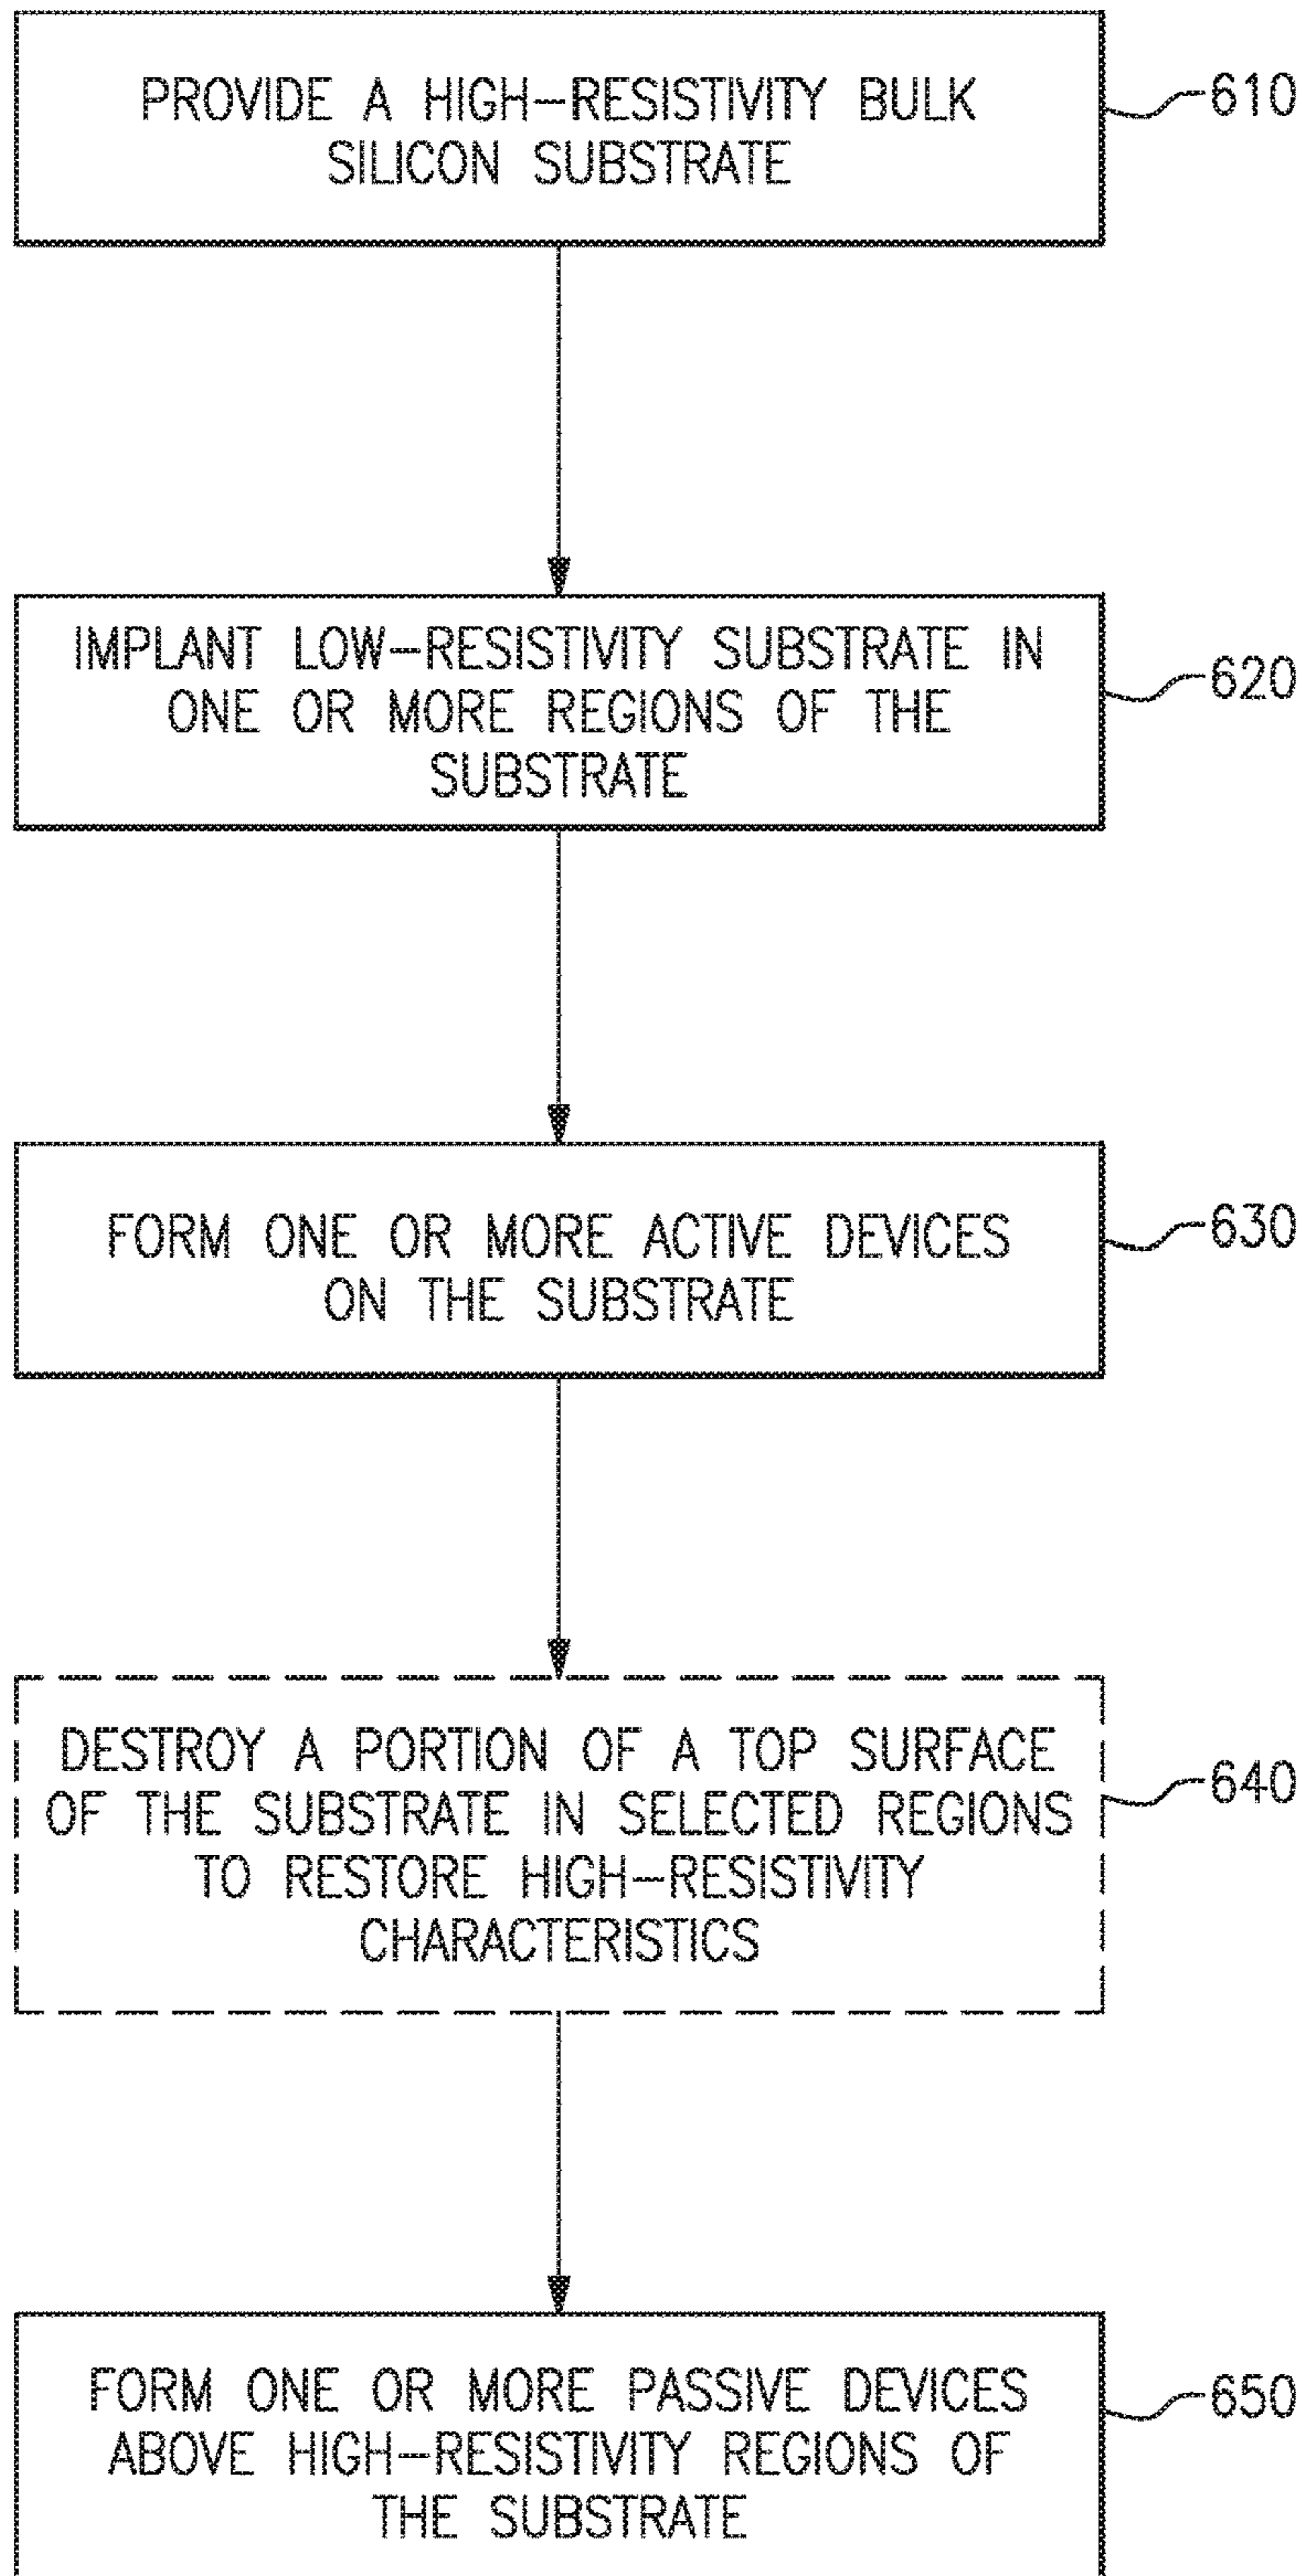 PROVIDE A HIGH-RESISTIVITY BULK
SILICON SUBSTRATE
610
IMPLANT LOW-RESISTIVITY SUBSTRATE IN
ONE OR MORE REGIONS OF THE
SUBSTRATE
620
FORM ONE OR MORE ACTIVE DEVICES
ON THE SUBSTRATE
630
DESTROY A PORTION OF A TOP SURFACE
OF THE SUBSTRATE IN SELECTED REGIONS
TO RESTORE HIGH-RESISTIVITY
CHARACTERISTICS
640
FORM ONE OR MORE PASSIVE DEVICES
ABOVE HIGH-RESISTIVITY REGIONS OF
THE SUBSTRATE
650